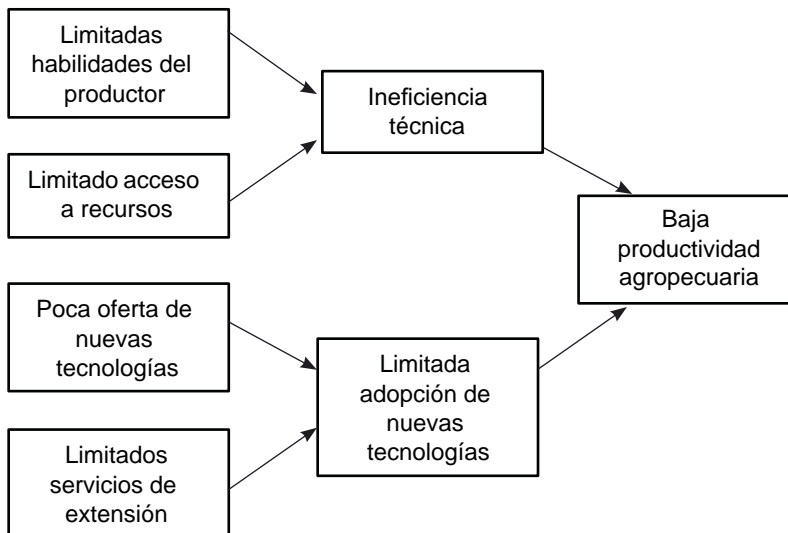 Limitadas
habilidades del
productor
Limitado acceso
a recursos
Ineficiencia
técnica
Poca oferta de
nuevas
tecnologías
Limitados
servicios de
extensión
Limitada
adopción de
nuevas
tecnologías
Baja
productividad
agropecuaria